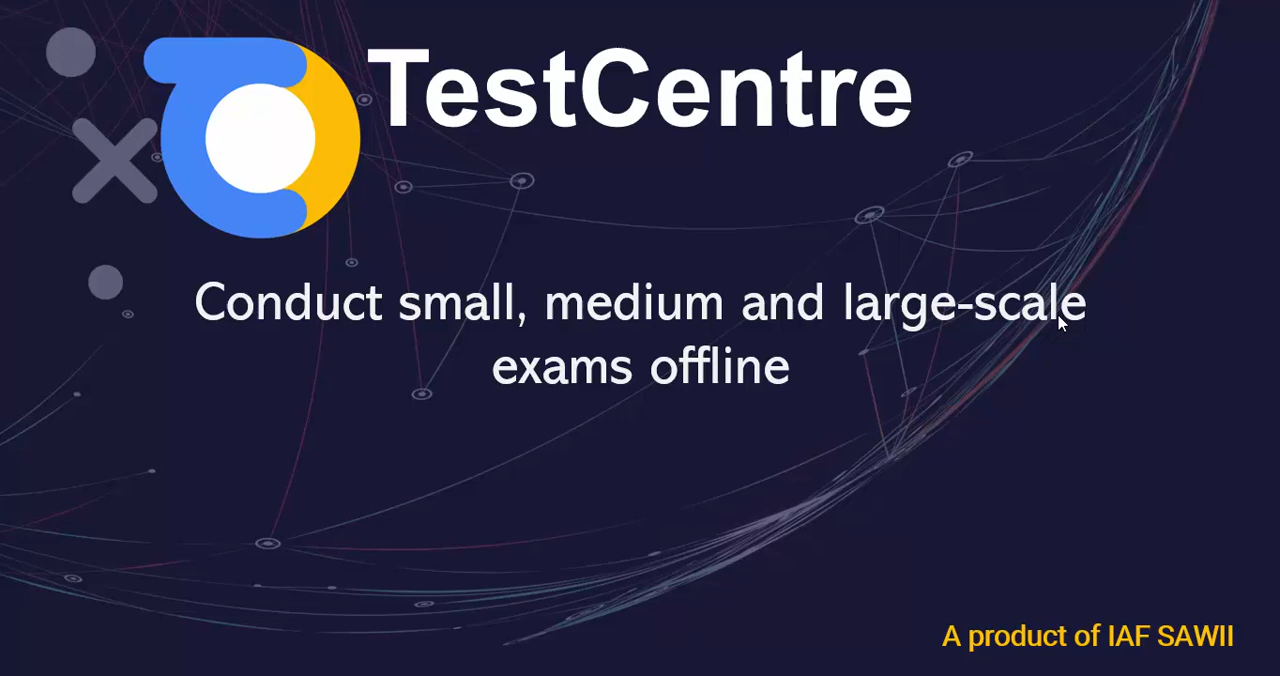 TestCentre
Conduct small, medium and large-scale
exams offline
A product of IAF SAWII